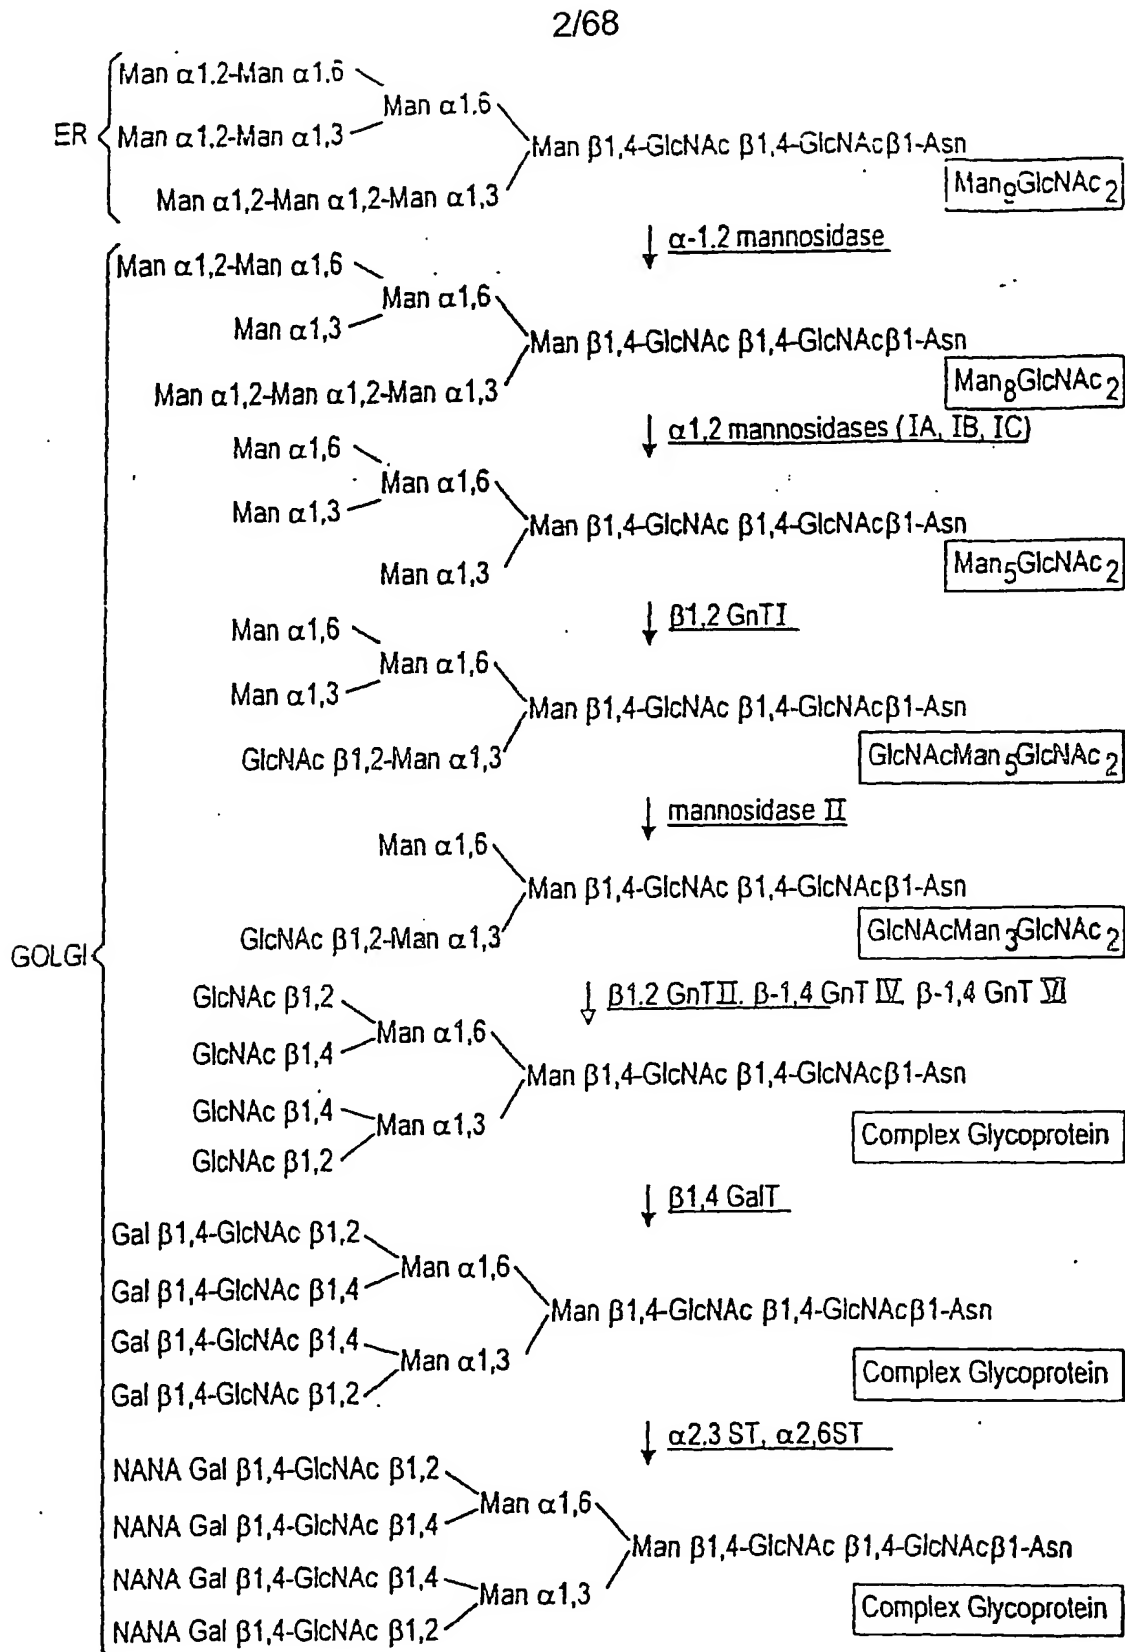 2/68
Man α1,2-Man α1,6
Man α1,6
ER
Man α1,2-Man α1,3
Man β1,4-GlcNAc β1,4-GlcNAcβ1-Asn
Man α1,2-Man α1,2-Man α1,3
Man9GlcNAc2
α-1,2 mannosidase
Man α1,2-Man α1,6
Man α1,6
Man α1,3
Man β1,4-GlcNAc β1,4-GlcNAcβ1-Asn
Man α1,2-Man α1,2-Man α1,3
Man8GlcNAc2
α1,2 mannosidases (IA, IB, IC)
Man α1,6
Man α1,6
Man α1,3
Man β1,4-GlcNAc β1,4-GlcNAcβ1-Asn
Man α1,3
Man5GlcNAc2
β1,2 GnTI
Man α1,6
Man α1,6
Man α1,3
Man β1,4-GlcNAc β1,4-GlcNAcβ1-Asn
GlcNAc β1,2-Man α1,3
GlcNAcMan5GlcNAc2
mannosidase II
Man α1,6
Man β1,4-GlcNAc β1,4-GlcNAcβ1-Asn
GlcNAc β1,2-Man α1,3
GlcNAcMan3GlcNAc2
GOLGI
β1,2 GnTII. β-1,4 GnT IV, β-1,4 GnT VI
GlcNAc β1,2
Man α1,6
GlcNAc β1,4
Man β1,4-GlcNAc β1,4-GlcNAcβ1-Asn
GlcNAc β1,4
Man α1,3
GlcNAc β1,2
Complex Glycoprotein
β1,4 GalT
Gal β1,4-GlcNAc β1,2
Man α1,6
Gal β1,4-GlcNAc β1,4
Man β1,4-GlcNAc β1,4-GlcNAcβ1-Asn
Gal β1,4-GlcNAc β1,4
Man α1,3
Gal β1,4-GlcNAc β1,2
Complex Glycoprotein
α2,3 ST, α2,6ST
NANA Gal β1,4-GlcNAc β1,2
Man α1,6
NANA Gal β1,4-GlcNAc β1,4
Man β1,4-GlcNAc β1,4-GlcNAcβ1-Asn
NANA Gal β1,4-GlcNAc β1,4
Man α1,3
NANA Gal β1,4-GlcNAc β1,2
Complex Glycoprotein